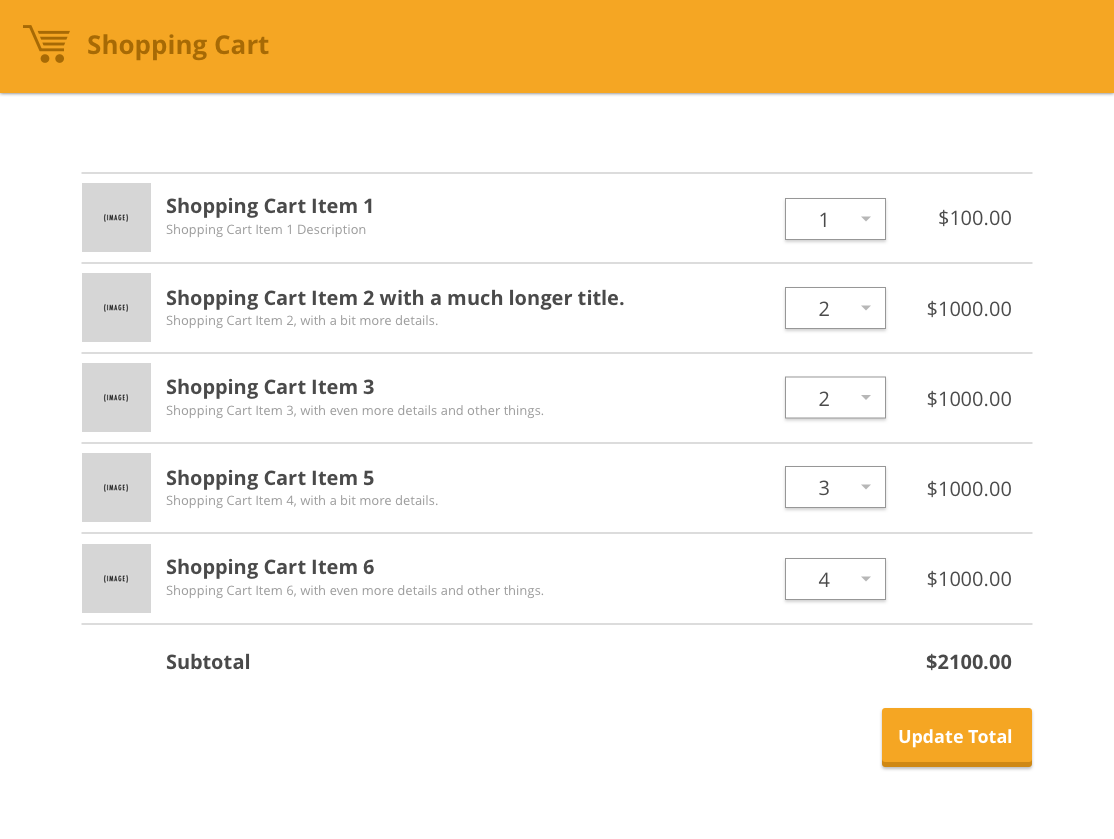 Shopping Cart
(IMAGE)
Shopping Cart Item 1
Shopping Cart Item 1 Description
1
$100.00
(IMAGE)
Shopping Cart Item 2 with a much longer title.
Shopping Cart Item 2, with a bit more details.
2
$1000.00
(IMAGE)
Shopping Cart Item 3
Shopping Cart Item 3, with even more details and other things.
2
$1000.00
(IMAGE)
Shopping Cart Item 5
Shopping Cart Item 4, with a bit more details.
3
$1000.00
(IMAGE)
Shopping Cart Item 6
Shopping Cart Item 6, with even more details and other things.
4
$1000.00
Subtotal
$2100.00
Update Total